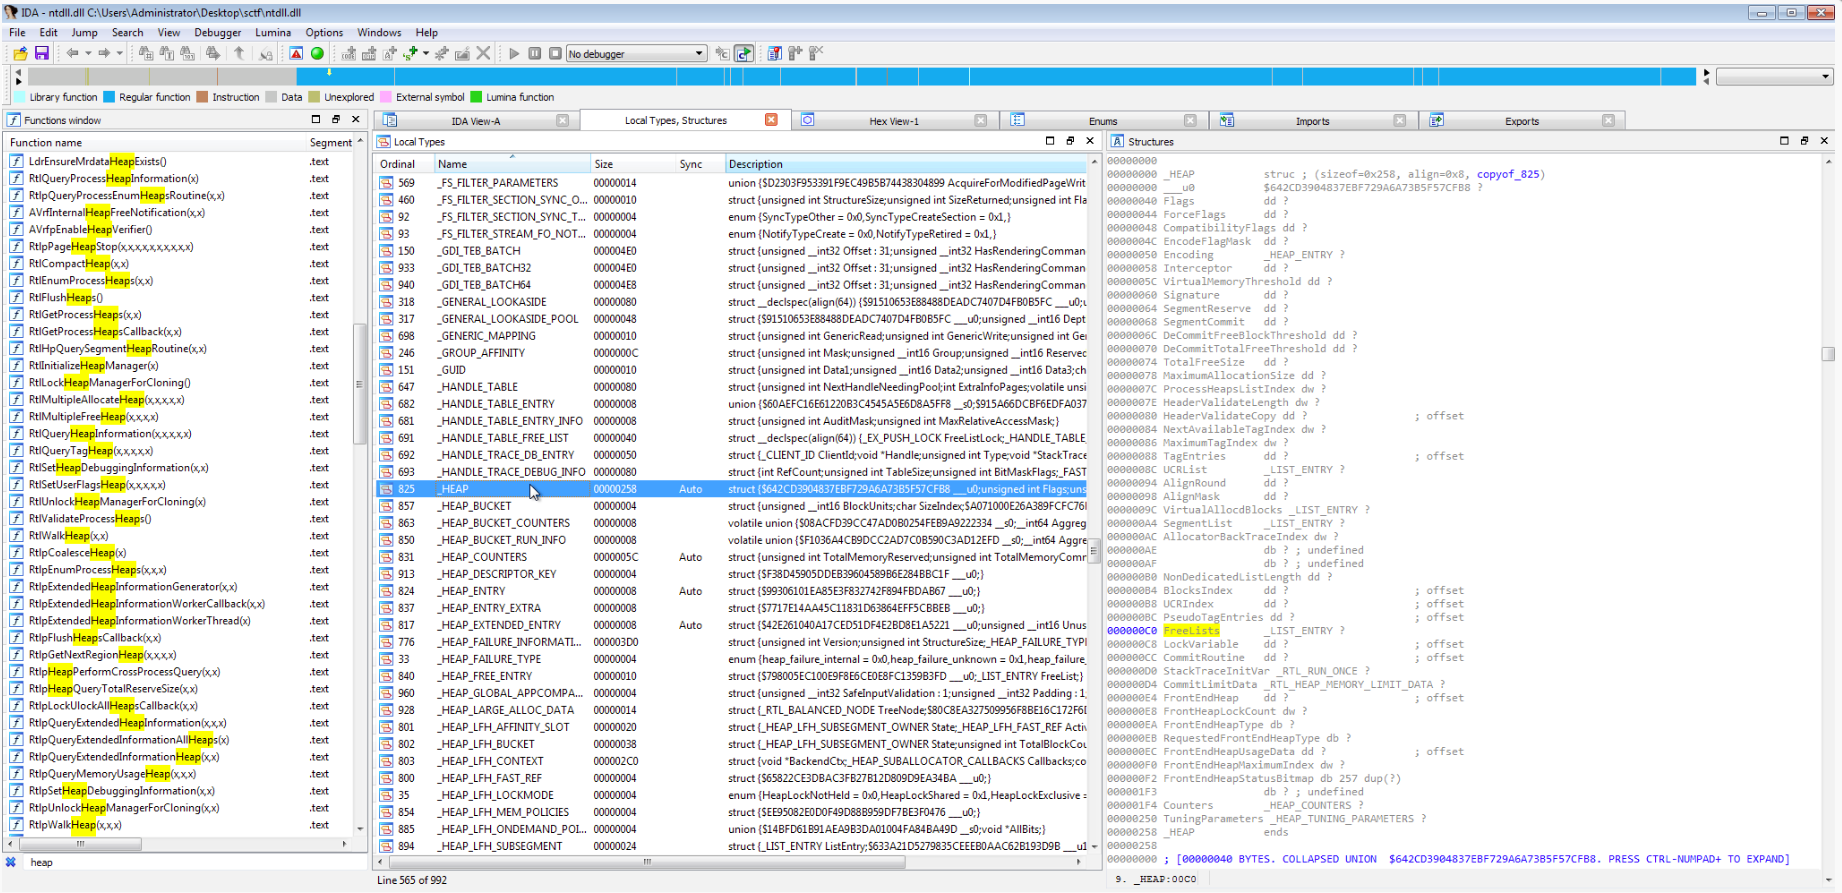 IDA - ntdll.dll C:\Users\Administrator\Desktop\sctf\ntdll.dll
File Edit Jump Search View Debugger Lumina Options Windows Help
No debugger
Library function Regular function Instruction Data Unexplored External symbol Lumina function
Functions window
Function name Segment
LdrEnsureMrdataHeapExists() .text
RtlQueryProcessHeapInformation(x) .text
RtlpQueryProcessEnumHeapsRoutine(x,x) .text
AVrfInternalHeapFreeNotification(x,x) .text
AVrfpEnableHeapVerifier() .text
RtlpPageHeapStop(x,x,x,x,x,x,x,x,x,x) .text
RtlCompactHeap(x,x) .text
RtlEnumProcessHeaps(x,x) .text
RtlFlushHeaps() .text
RtlGetProcessHeaps(x,x) .text
RtlGetProcessHeapsCallback(x,x) .text
RtlHpQuerySegmentHeapRoutine(x,x) .text
RtlInitializeHeapManager(x) .text
RtlLockHeapManagerForCloning() .text
RtlMultipleAllocateHeap(x,x,x,x,x) .text
RtlMultipleFreeHeap(x,x,x,x) .text
RtlQueryHeapInformation(x,x,x,x,x) .text
RtlQueryTagHeap(x,x,x,x,x) .text
RtlSetHeapDebuggingInformation(x,x) .text
RtlSetUserFlagsHeap(x,x,x,x,x) .text
RtlUnlockHeapManagerForCloning(x) .text
RtlValidateProcessHeaps() .text
RtlWalkHeap(x,x) .text
RtlpCoalesceHeap(x) .text
RtlpEnumProcessHeaps(x,x,x) .text
RtlpExtendedHeapInformationGenerator(x,x) .text
RtlpExtendedHeapInformationWorkerCallback(x,x) .text
RtlpExtendedHeapInformationWorkerThread(x) .text
RtlpFlushHeapsCallback(x,x) .text
RtlpGetNextRegionHeap(x,x,x,x) .text
RtlpHeapPerformCrossProcessQuery(x,x) .text
RtlpHeapQueryTotalReserveSize(x,x) .text
RtlpLockUlockAllHeapsCallback(x,x) .text
RtlpQueryExtendedHeapInformation(x,x,x) .text
RtlpQueryExtendedInformationAllHeaps(x) .text
RtlpQueryExtendedInformationHeap(x,x) .text
RtlpQueryMemoryUsageHeap(x,x,x) .text
RtlpSetHeapDebuggingInformation(x,x) .text
RtlpUnlockHeapManagerForCloning(x,x) .text
RtlpWalkHeap(x,x,x) .text
heap
IDA View-A Local Types, Structures Hex View-1 Enums Imports Exports
Local Types
Ordinal Name Size Sync Description
569 _FS_FILTER_PARAMETERS 00000014 union {$D2303F953391F9EC49B5B74438304899 AcquireForModifiedPageWrit
460 _FS_FILTER_SECTION_SYNC_O... 00000010 struct {unsigned int StructureSize;unsigned int SizeReturned;unsigned int Fla
92 _FS_FILTER_SECTION_SYNC_T... 00000004 enum {SyncTypeOther = 0x0,SyncTypeCreateSection = 0x1,}
93 _FS_FILTER_STREAM_FO_NOT... 00000004 enum {NotifyTypeCreate = 0x0,NotifyTypeRetired = 0x1,}
150 _GDI_TEB_BATCH 000004E0 struct {unsigned __int32 Offset : 31;unsigned __int32 HasRenderingComman
933 _GDI_TEB_BATCH32 000004E0 struct {unsigned __int32 Offset : 31;unsigned __int32 HasRenderingComman
940 _GDI_TEB_BATCH64 000004E8 struct {unsigned __int32 Offset : 31;unsigned __int32 HasRenderingComman
318 _GENERAL_LOOKASIDE 00000080 struct __declspec(align(64)) {$91510653E88488DEADC7407D4FB0B5FC ___u0;u
317 _GENERAL_LOOKASIDE_POOL 00000048 struct {$91510653E88488DEADC7407D4FB0B5FC ___u0;unsigned __int16 Dept
698 _GENERIC_MAPPING 00000010 struct {unsigned int GenericRead;unsigned int GenericWrite;unsigned int Ger
246 _GROUP_AFFINITY 0000000C struct {unsigned int Mask;unsigned __int16 Group;unsigned __int16 Reserved
151 _GUID 00000010 struct {unsigned int Data1;unsigned __int16 Data2;unsigned __int16 Data3;ch
647 _HANDLE_TABLE 00000080 struct {unsigned int NextHandleNeedingPool;int ExtraInfoPages;volatile unsi
682 _HANDLE_TABLE_ENTRY 00000008 union {$60AEFC16E61220B3C4545A5E6D8A5FF8 __s0;$915A66DCBF6EDFA037
681 _HANDLE_TABLE_ENTRY_INFO 00000008 struct {unsigned int AuditMask;unsigned int MaxRelativeAccessMask;}
691 _HANDLE_TABLE_FREE_LIST 00000040 struct __declspec(align(64)) {_EX_PUSH_LOCK FreeListLock;_HANDLE_TABLE_
692 _HANDLE_TRACE_DB_ENTRY 00000050 struct {_CLIENT_ID ClientId;void *Handle;unsigned int Type;void *StackTrace
693 _HANDLE_TRACE_DEBUG_INFO 00000080 struct {int RefCount;unsigned int TableSize;unsigned int BitMaskFlags;_FAST_
825 _HEAP 00000258 Auto struct {$642CD3904837EBF729A6A73B5F57CFB8 ___u0;unsigned int Flags;uns
857 _HEAP_BUCKET 00000004 struct {unsigned __int16 BlockUnits;char SizeIndex;$A071000E26A389FCFC76
863 _HEAP_BUCKET_COUNTERS 00000008 volatile union {$08ACFD39CC47AD0B0254FEB9A9222334 __s0;__int64 Aggreg
850 _HEAP_BUCKET_RUN_INFO 00000008 volatile union {$F1036A4CB9DCC2AD7C0B590C3AD12EFD __s0;__int64 Aggre
831 _HEAP_COUNTERS 0000005C Auto struct {unsigned int TotalMemoryReserved;unsigned int TotalMemoryComr
913 _HEAP_DESCRIPTOR_KEY 00000004 struct {$F38D45905DDEB39604589B6E284BBC1F ___u0;}
824 _HEAP_ENTRY 00000008 Auto struct {$99306101EA85E3F832742F894FBDAB67 ___u0;}
837 _HEAP_ENTRY_EXTRA 00000008 struct {$7717E14AA45C11831D63864EFF5CBBEB ___u0;}
817 _HEAP_EXTENDED_ENTRY 00000008 Auto struct {$42E261040A17CED51DF4E2BD8E1A5221 ___u0;unsigned __int16 Unus
776 _HEAP_FAILURE_INFORMATI... 000003D0 struct {unsigned int Version;unsigned int StructureSize;_HEAP_FAILURE_TYP
33 _HEAP_FAILURE_TYPE 00000004 enum {heap_failure_internal = 0x0,heap_failure_unknown = 0x1,heap_failure_
840 _HEAP_FREE_ENTRY 00000010 struct {$798005EC100E9F8E6CE0E8FC1359B3FD ___u0;_LIST_ENTRY FreeList;}
960 _HEAP_GLOBAL_APPCOMPA... 00000004 struct {unsigned __int32 SafeInputValidation : 1;unsigned __int32 Padding : 1,
928 _HEAP_LARGE_ALLOC_DATA 00000014 struct {_RTL_BALANCED_NODE TreeNode;$80C8EA327509956F8BE16C172F6D
801 _HEAP_LFH_AFFINITY_SLOT 00000020 struct {_HEAP_LFH_SUBSEGMENT_OWNER State;_HEAP_LFH_FAST_REF Activ
802 _HEAP_LFH_BUCKET 00000038 struct {_HEAP_LFH_SUBSEGMENT_OWNER State;unsigned int TotalBlockCou
803 _HEAP_LFH_CONTEXT 000002C0 struct {void *BackendCtx;_HEAP_SUBALLOCATOR_CALLBACKS Callbacks;co
800 _HEAP_LFH_FAST_REF 00000004 struct {$65822CE3DBAC3FB27B12D809D9EA34BA ___u0;}
35 _HEAP_LFH_LOCKMODE 00000004 enum {HeapLockNotHeld = 0x0,HeapLockShared = 0x1,HeapLockExclusive =
854 _HEAP_LFH_MEM_POLICIES 00000004 struct {$EE95082E0D0F49D88B959DF7BE3F0476 ___u0;}
885 _HEAP_LFH_ONDEMAND_POI... 00000004 union {$14BFD61B91AEA9B3DA01004FA84BA49D __s0;void *AllBits;}
894 _HEAP_LFH_SUBSEGMENT 00000024 struct {_LIST_ENTRY ListEntry;$633A21D5279835CEEEB0AAC62B193D9B ___u1
Line 565 of 992
Structures
00000000
00000000 _HEAP struc ; (sizeof=0x258, align=0x8, copyof_825)
00000000 ___u0 $642CD3904837EBF729A6A73B5F57CFB8 ?
00000040 Flags dd ?
00000044 ForceFlags dd ?
00000048 CompatibilityFlags dd ?
0000004C EncodeFlagMask dd ?
00000050 Encoding _HEAP_ENTRY ?
00000058 Interceptor dd ?
0000005C VirtualMemoryThreshold dd ?
00000060 Signature dd ?
00000064 SegmentReserve dd ?
00000068 SegmentCommit dd ?
0000006C DeCommitFreeBlockThreshold dd ?
00000070 DeCommitTotalFreeThreshold dd ?
00000074 TotalFreeSize dd ?
00000078 MaximumAllocationSize dd ?
0000007C ProcessHeapsListIndex dw ?
0000007E HeaderValidateLength dw ?
00000080 HeaderValidateCopy dd ? ; offset
00000084 NextAvailableTagIndex dw ?
00000086 MaximumTagIndex dw ?
00000088 TagEntries dd ? ; offset
0000008C UCRList _LIST_ENTRY ?
00000094 AlignRound dd ?
00000098 AlignMask dd ?
0000009C VirtualAllocdBlocks _LIST_ENTRY ?
000000A4 SegmentList _LIST_ENTRY ?
000000AC AllocatorBackTraceIndex dw ?
000000AE db ? ; undefined
000000AF db ? ; undefined
000000B0 NonDedicatedListLength dd ?
000000B4 BlocksIndex dd ? ; offset
000000B8 UCRIndex dd ? ; offset
000000BC PseudoTagEntries dd ? ; offset
000000C0 FreeLists _LIST_ENTRY ?
000000C8 LockVariable dd ? ; offset
000000CC CommitRoutine dd ? ; offset
000000D0 StackTraceInitVar _RTL_RUN_ONCE ?
000000D4 CommitLimitData _RTL_HEAP_MEMORY_LIMIT_DATA ?
000000E4 FrontEndHeap dd ? ; offset
000000E8 FrontHeapLockCount dw ?
000000EA FrontEndHeapType db ?
000000EB RequestedFrontEndHeapType db ?
000000EC FrontEndHeapUsageData dd ? ; offset
000000F0 FrontEndHeapMaximumIndex dw ?
000000F2 FrontEndHeapStatusBitmap db 257 dup(?)
000001F3 db ? ; undefined
000001F4 Counters _HEAP_COUNTERS ?
00000250 TuningParameters _HEAP_TUNING_PARAMETERS ?
00000258 _HEAP ends
00000258
00000000 ; [00000040 BYTES. COLLAPSED UNION $642CD3904837EBF729A6A73B5F57CFB8. PRESS CTRL-NUMPAD+ TO EXPAND]
9. _HEAP:00C0